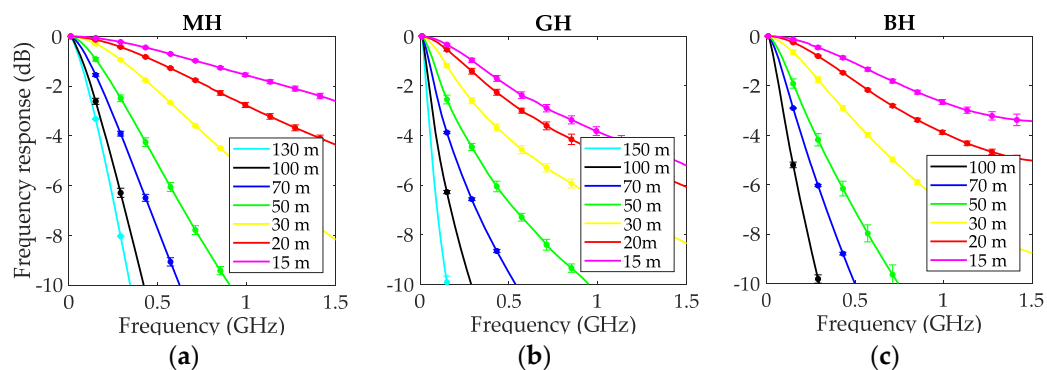 MH
GH
BH
Frequency response (dB)
0
-2
-4
-6
-8
-10
130 m
100 m
70 m
50 m
30 m
20 m
15 m
0
0.5
1
1.5
Frequency (GHz)
(a)
0
-2
-4
-6
-8
-10
150 m
100 m
70 m
50 m
30 m
20m
15 m
0
0.5
1
1.5
Frequency (GHz)
(b)
0
-2
-4
-6
-8
-10
100 m
70 m
50 m
30 m
20 m
15 m
0
0.5
1
1.5
Frequency (GHz)
(c)